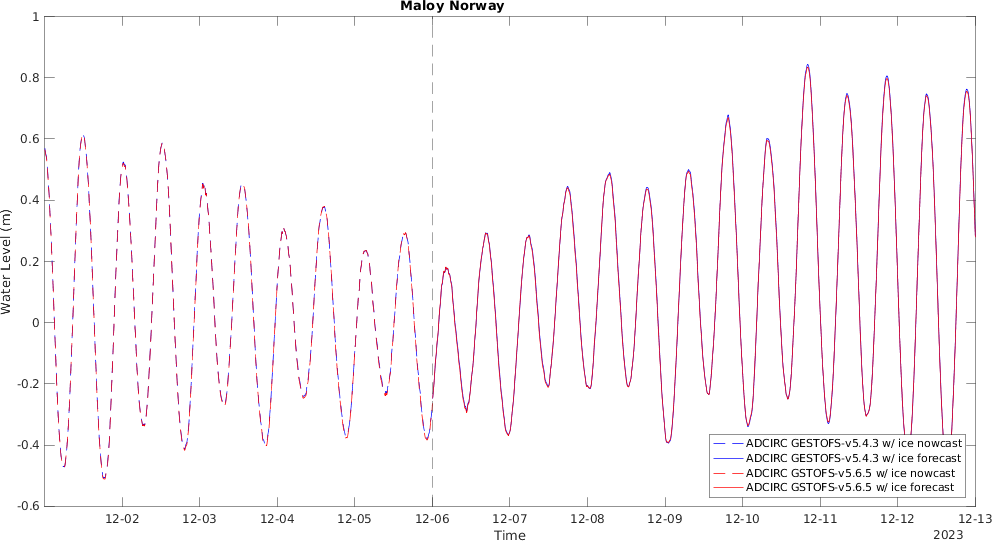 Maloy Norway
Water Level (m)
1
0.8
0.6
0.4
0.2
0
-0.2
-0.4
-0.6
ADCIRC GESTOFS-v5.4.3 w/ ice nowcast
ADCIRC GESTOFS-v5.4.3 w/ ice forecast
ADCIRC GSTOFS-v5.6.5 w/ ice nowcast
ADCIRC GSTOFS-v5.6.5 w/ ice forecast
12-02 12-03 12-04 12-05 12-06 12-07 12-08 12-09 12-10 12-11 12-12 12-13
Time
2023